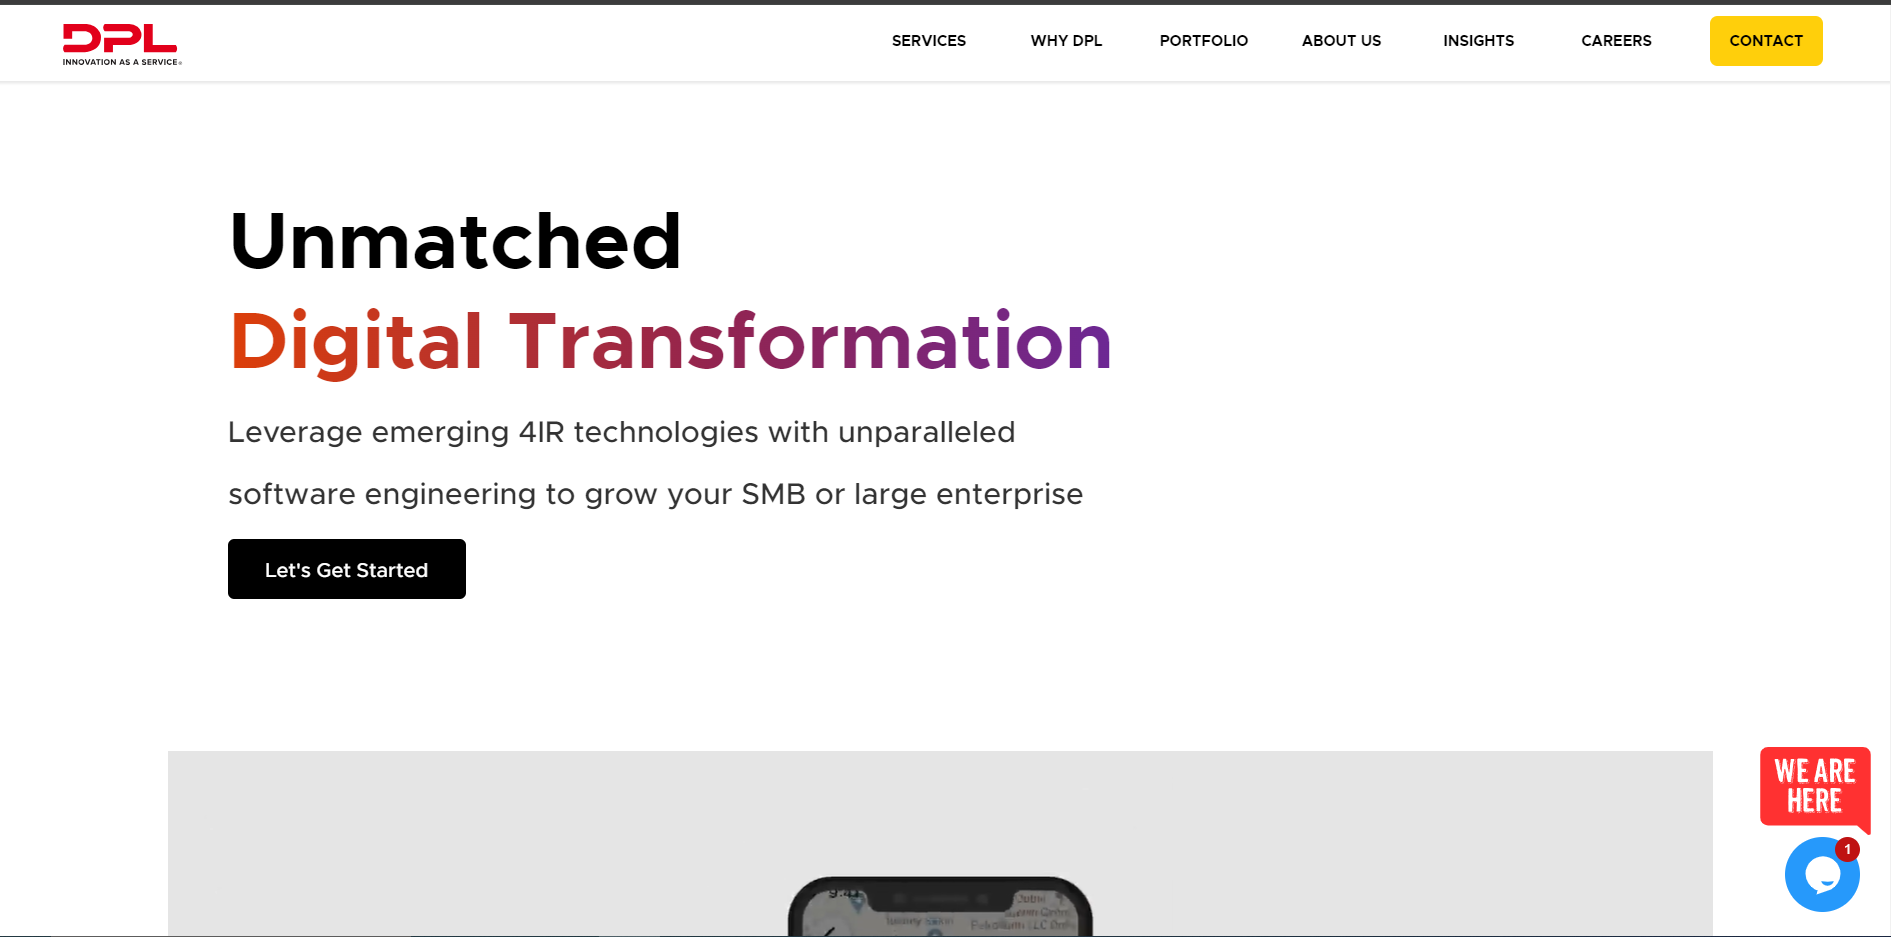 DPL
INNOVATION AS A SERVICE
SERVICES
WHY DPL
PORTFOLIO
ABOUT US
INSIGHTS
CAREERS
CONTACT
Unmatched
Digital Transformation
Leverage emerging 4IR technologies with unparalleled
software engineering to grow your SMB or large enterprise
Let's Get Started
WE ARE
HERE
1
9:41